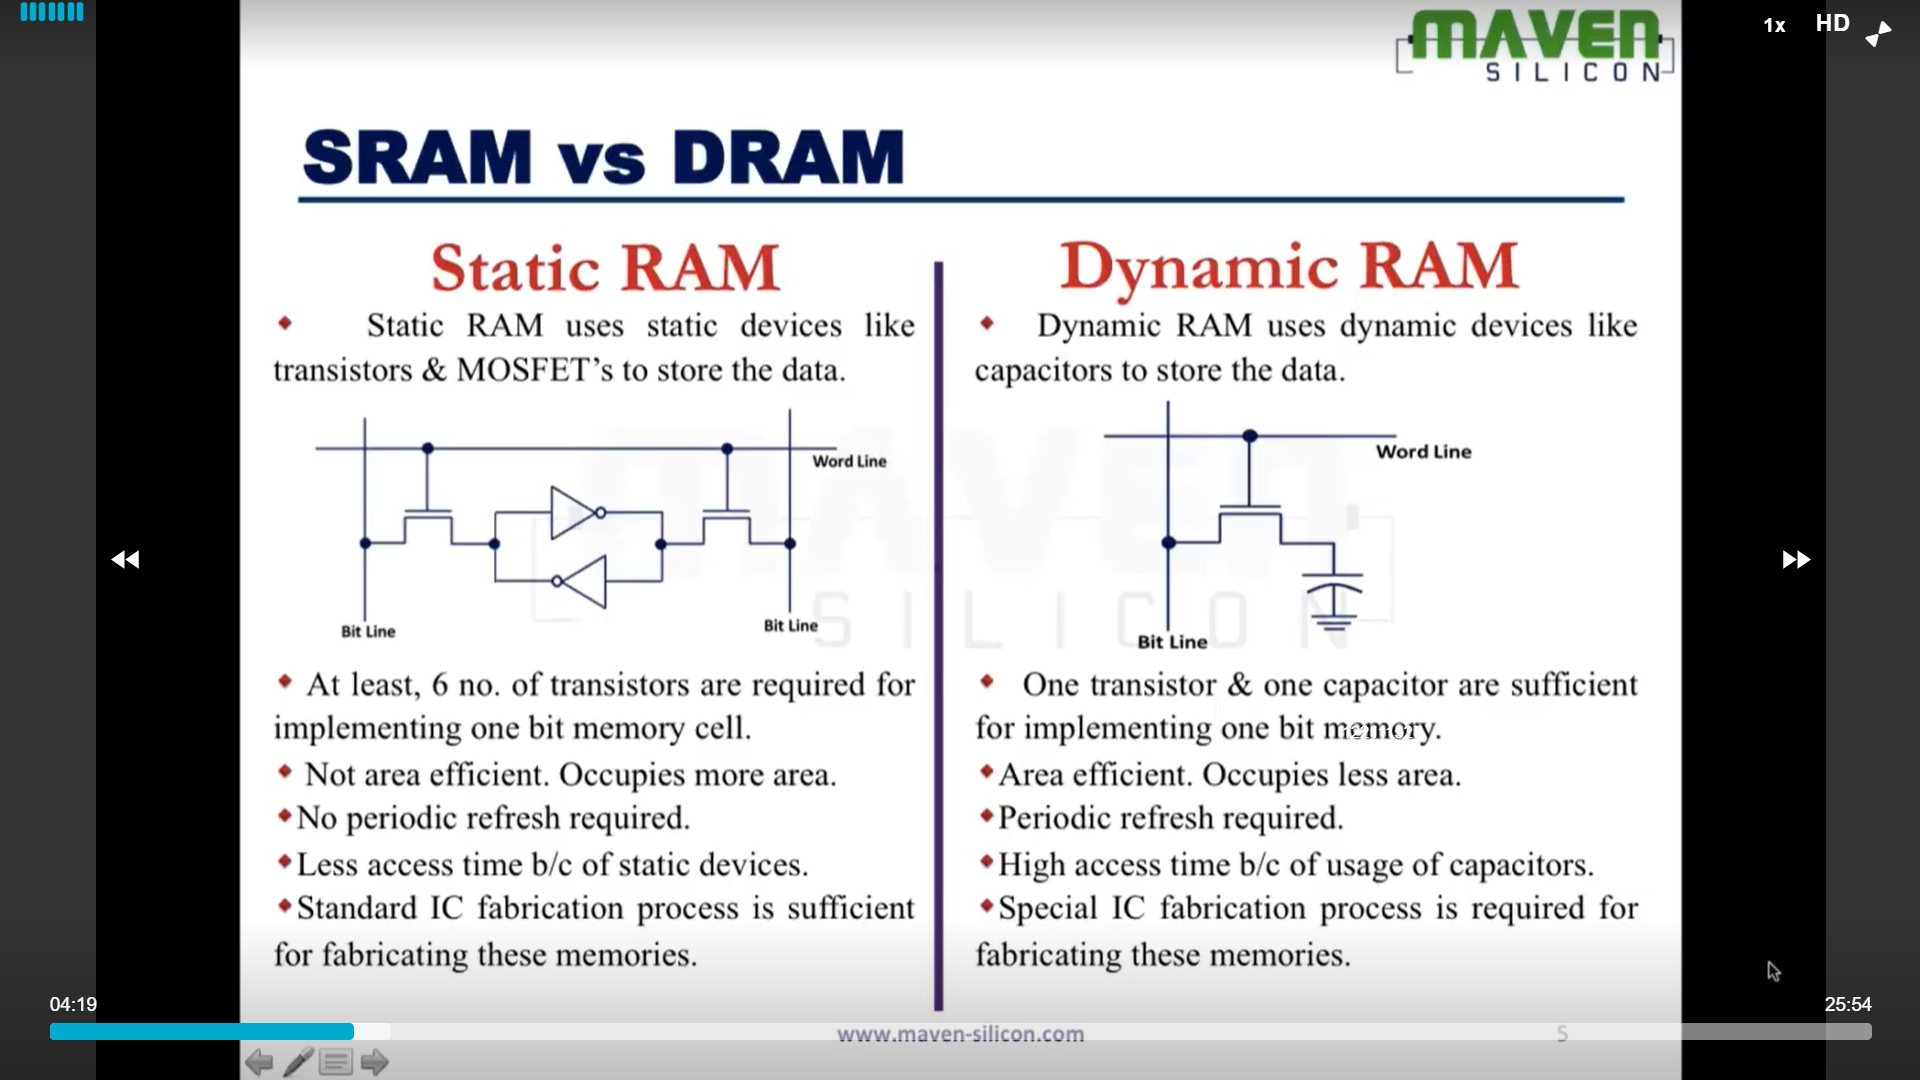 1x HD
MAVEN
SILICON
SRAM vs DRAM
Static RAM
• Static RAM uses static devices like
transistors & MOSFET’s to store the data.
Word Line
Bit Line
Bit Line
• At least, 6 no. of transistors are required for
implementing one bit memory cell.
• Not area efficient. Occupies more area.
• No periodic refresh required.
• Less access time b/c of static devices.
• Standard IC fabrication process is sufficient
for fabricating these memories.
Dynamic RAM
• Dynamic RAM uses dynamic devices like
capacitors to store the data.
Word Line
Bit Line
• One transistor & one capacitor are sufficient
for implementing one bit memory.
• Area efficient. Occupies less area.
• Periodic refresh required.
• High access time b/c of usage of capacitors.
• Special IC fabrication process is required for
fabricating these memories.
MAVEN
SILICON
04:19
25:54
www.maven-silicon.com
5